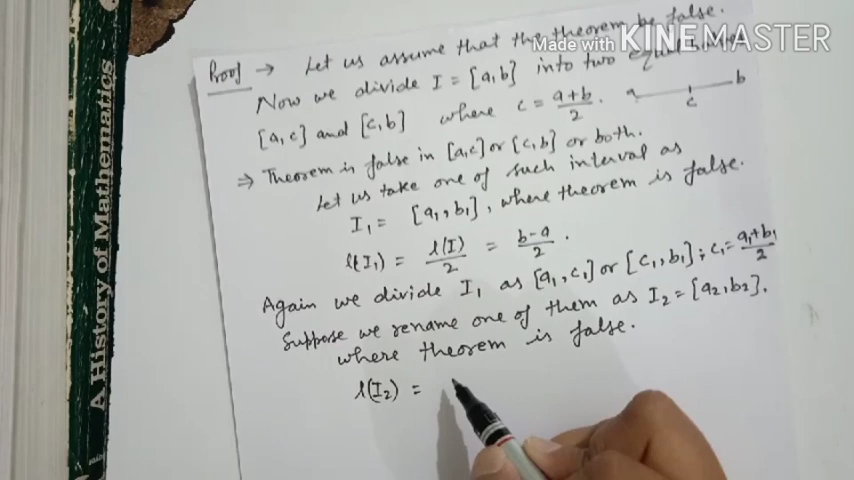 Proof → Let us assume that the theorem be false.
Made with KINEMASTER
Now we divide I = [a,b] into two equal
[a,c] and [c,b] where c = a+b/2. a c b
⇒ Theorem is false in [a,c] or [c,b] or both.
Let us take one of such interval as
I₁ = [a₁, b₁], where theorem is false.
l(I₁) = l(I)/2 = b-a/2.
Again we divide I₁ as [a₁,c₁] or [c₁,b₁]; c₁ = a₁+b₁/2
Suppose we rename one of them as I₂ = [a₂,b₂].
where theorem is false.
l(I₂) =
A History of Mathematics